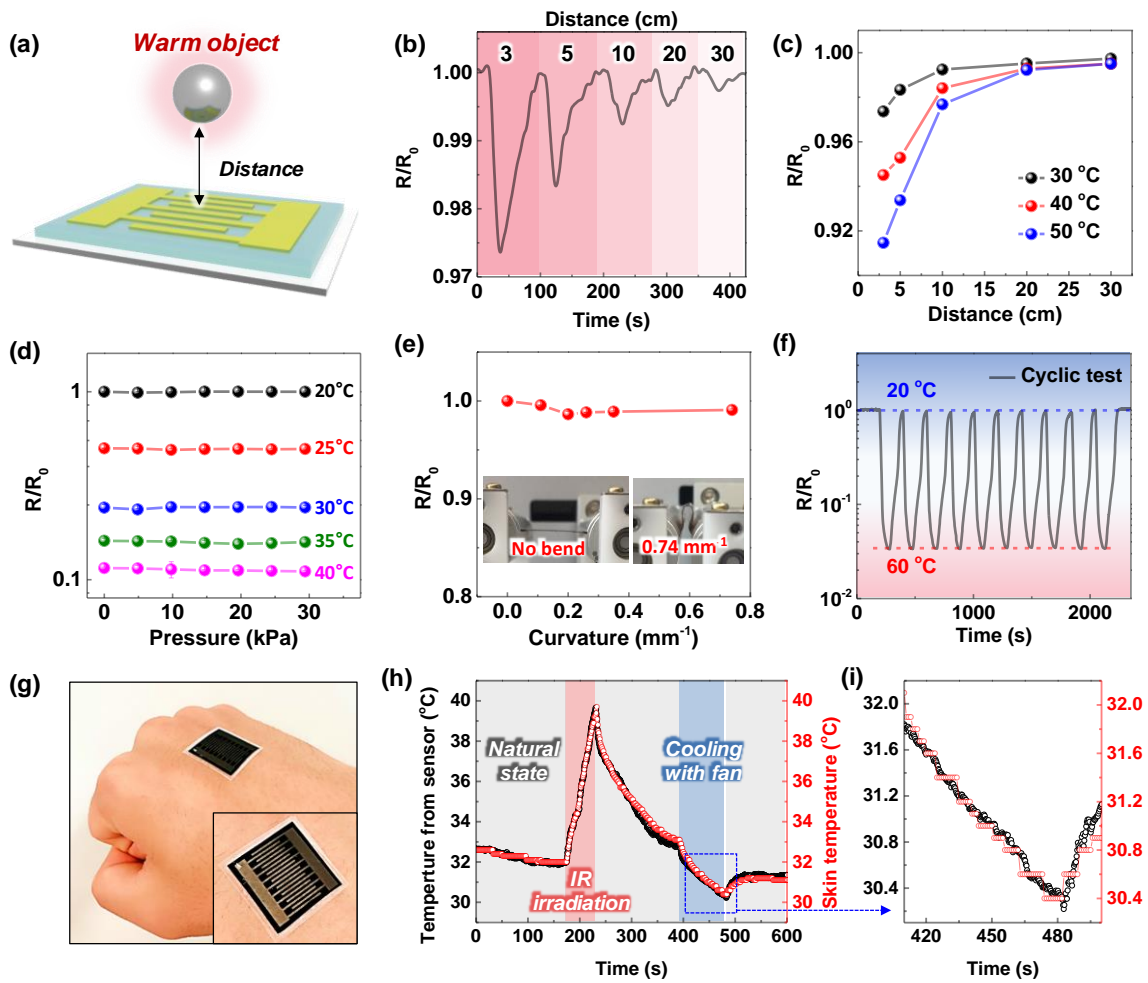 (a)
Warm object
Distance
(b)
Distance (cm)
3 5 10 20 30
1.00
0.99
0.98
0.97
R/R0
0 100 200 300 400
Time (s)
(c)
1.00
0.96
0.92
R/R0
30 °C
40 °C
50 °C
0 5 10 15 20 25 30
Distance (cm)
(d)
1
0.1
R/R0
20°C
25°C
30°C
35°C
40°C
0 10 20 30 40
Pressure (kPa)
(e)
1.0
0.9
0.8
R/R0
No bend
0.74 mm-1
0.0 0.2 0.4 0.6 0.8
Curvature (mm-1)
(f)
Cyclic test
20 °C
60 °C
100
10-1
10-2
R/R0
0 1000 2000
Time (s)
(g)
(h)
Temperture from sensor (°C)
40
38
36
34
32
30
Natural
state
IR
irradiation
Cooling
with fan
40
38
36
34
32
30
Skin temperature (°C)
0 100 200 300 400 500 600
Time (s)
(i)
32.0
31.6
31.2
30.8
30.4
32.0
31.6
31.2
30.8
30.4
420 450 480
Time (s)